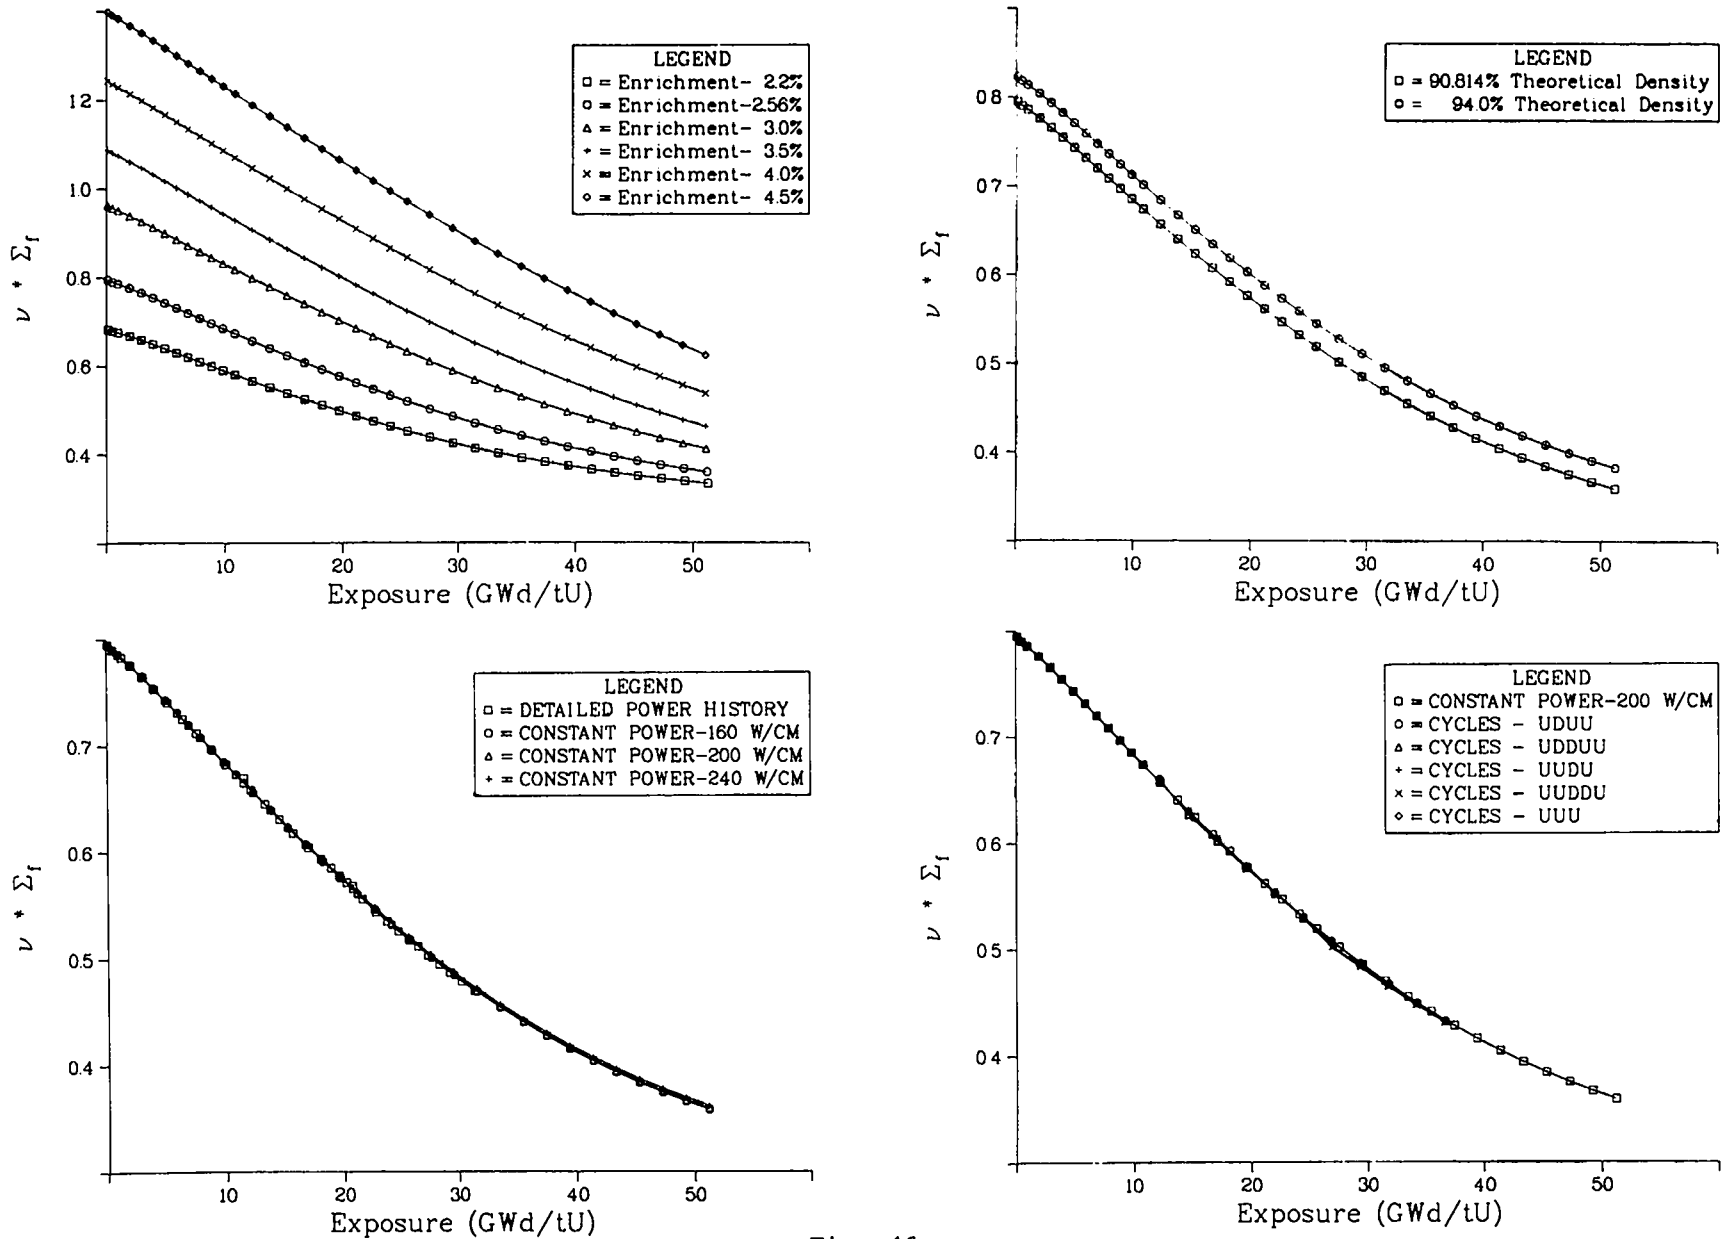 LEGEND
□ = Enrichment- 2.2%
○ = Enrichment-2.56%
△ = Enrichment- 3.0%
+ = Enrichment- 3.5%
× = Enrichment- 4.0%
◇ = Enrichment- 4.5%
12
1.0
0.8
0.6
0.4
ν * Σf
10 20 30 40 50
Exposure (GWd/tU)
LEGEND
□ = 90.814% Theoretical Density
○ = 94.0% Theoretical Density
0.8
0.7
0.6
0.5
0.4
ν * Σf
10 20 30 40 50
Exposure (GWd/tU)
LEGEND
□ = DETAILED POWER HISTORY
○ = CONSTANT POWER-160 W/CM
△ = CONSTANT POWER-200 W/CM
+ = CONSTANT POWER-240 W/CM
0.7
0.6
0.5
0.4
ν * Σf
10 20 30 40 50
Exposure (GWd/tU)
LEGEND
□ = CONSTANT POWER-200 W/CM
○ = CYCLES - UDUU
△ = CYCLES - UDDUU
+ = CYCLES - UUDU
× = CYCLES - UUDDU
◇ = CYCLES - UUU
0.7
0.6
0.5
0.4
ν * Σf
10 20 30 40 50
Exposure (GWd/tU)